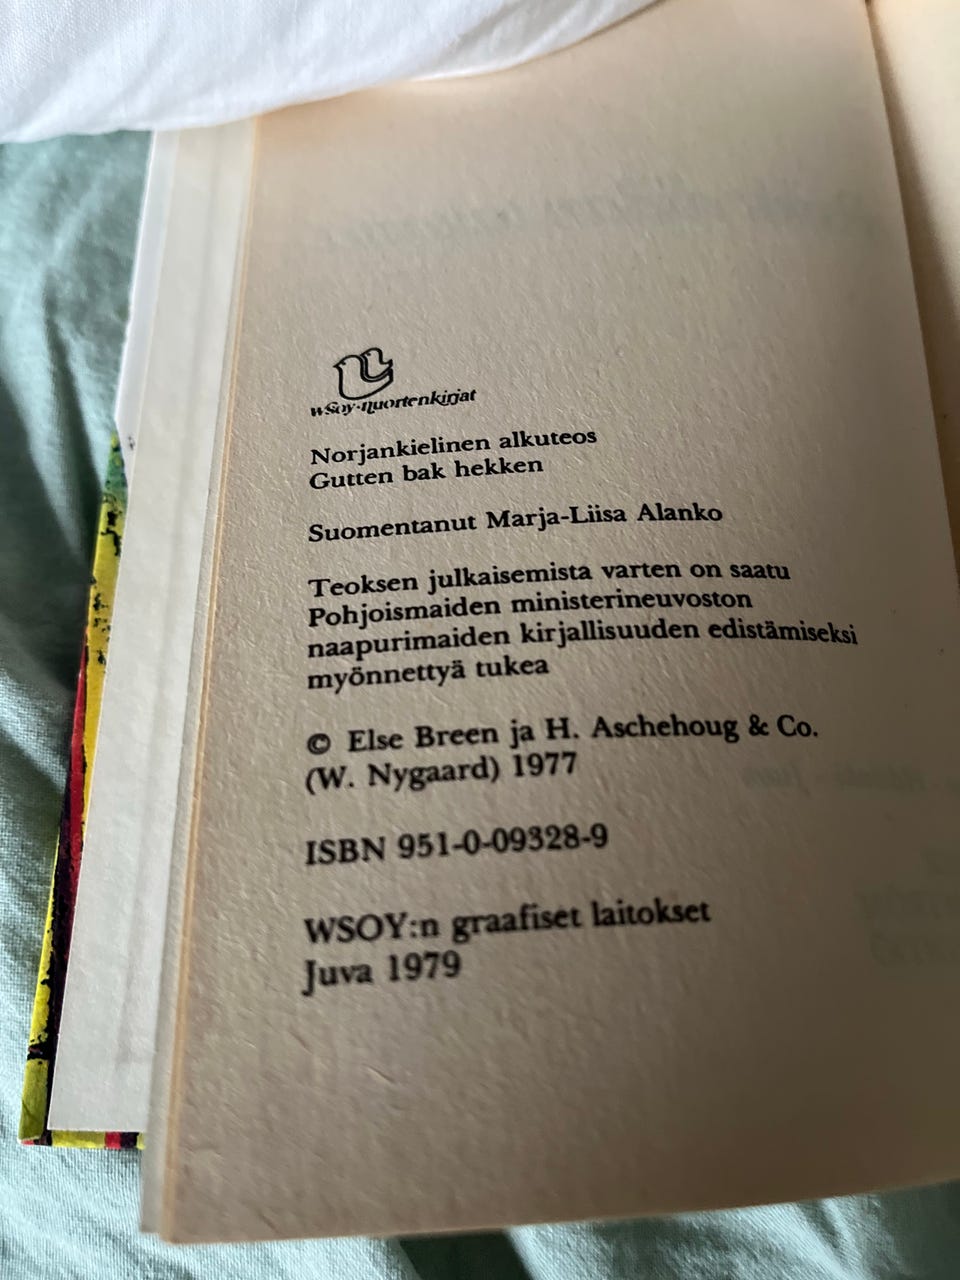 WSOY·nuortenkirjat
Norjankielinen alkuteos
Gutten bak hekken
Suomentanut Marja-Liisa Alanko
Teoksen julkaisemista varten on saatu
Pohjoismaiden ministerineuvoston
naapurimaiden kirjallisuuden edistämiseksi
myönnettyä tukea
© Else Breen ja H. Aschehoug & Co.
(W. Nygaard) 1977
ISBN 951-0-09328-9
WSOY:n graafiset laitokset
Juva 1979